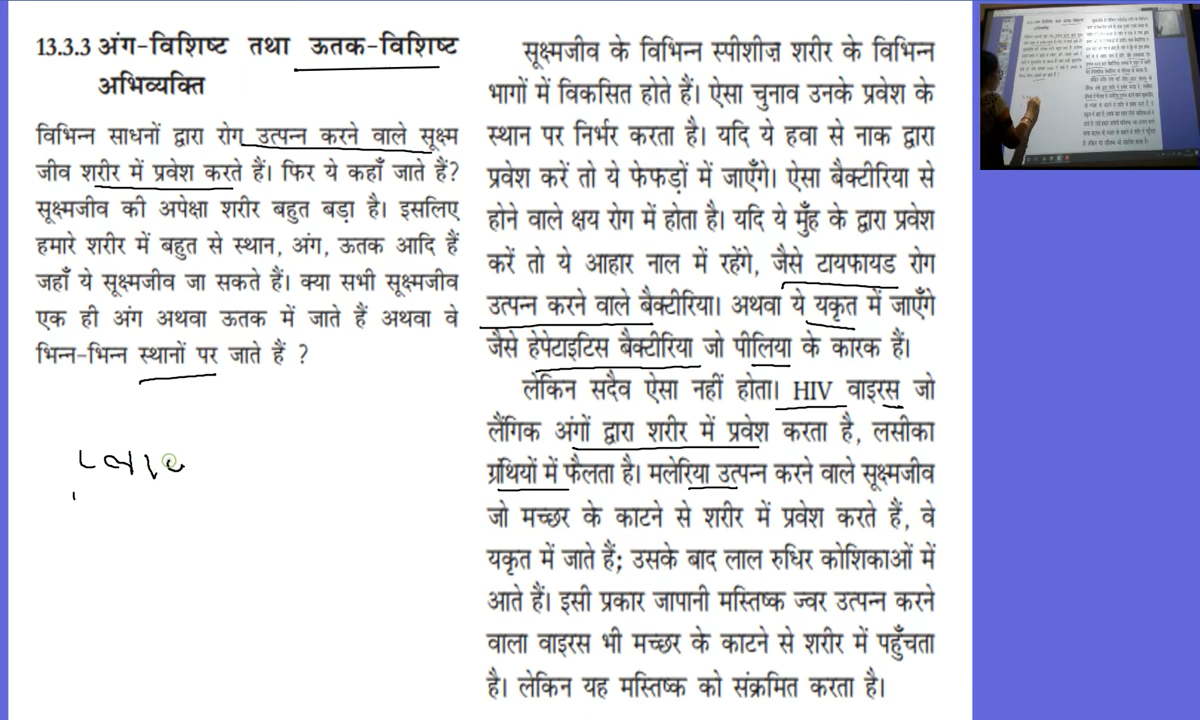 13.3.3 अंग-विशिष्ट तथा ऊतक-विशिष्ट
अभिव्यक्ति
विभिन्न साधनों द्वारा रोग उत्पन्न करने वाले सूक्ष्म
जीव शरीर में प्रवेश करते हैं। फिर ये कहाँ जाते हैं?
सूक्ष्मजीव की अपेक्षा शरीर बहुत बड़ा है। इसलिए
हमारे शरीर में बहुत से स्थान, अंग, ऊतक आदि हैं
जहाँ ये सूक्ष्मजीव जा सकते हैं। क्या सभी सूक्ष्मजीव
एक ही अंग अथवा ऊतक में जाते हैं अथवा वे
भिन्न-भिन्न स्थानों पर जाते हैं ?
सूक्ष्मजीव के विभिन्न स्पीशीज़ शरीर के विभिन्न
भागों में विकसित होते हैं। ऐसा चुनाव उनके प्रवेश के
स्थान पर निर्भर करता है। यदि ये हवा से नाक द्वारा
प्रवेश करें तो ये फेफड़ों में जाएँगे। ऐसा बैक्टीरिया से
होने वाले क्षय रोग में होता है। यदि ये मुँह के द्वारा प्रवेश
करें तो ये आहार नाल में रहेंगे, जैसे टायफायड रोग
उत्पन्न करने वाले बैक्टीरिया। अथवा ये यकृत में जाएँगे
जैसे हेपेटाइटिस बैक्टीरिया जो पीलिया के कारक हैं।
लेकिन सदैव ऐसा नहीं होता। HIV वाइरस जो
लैंगिक अंगों द्वारा शरीर में प्रवेश करता है, लसीका
ग्रंथियों में फैलता है। मलेरिया उत्पन्न करने वाले सूक्ष्मजीव
जो मच्छर के काटने से शरीर में प्रवेश करते हैं, वे
यकृत में जाते हैं; उसके बाद लाल रुधिर कोशिकाओं में
आते हैं। इसी प्रकार जापानी मस्तिष्क ज्वर उत्पन्न करने
वाला वाइरस भी मच्छर के काटने से शरीर में पहुँचता
है। लेकिन यह मस्तिष्क को संक्रमित करता है।